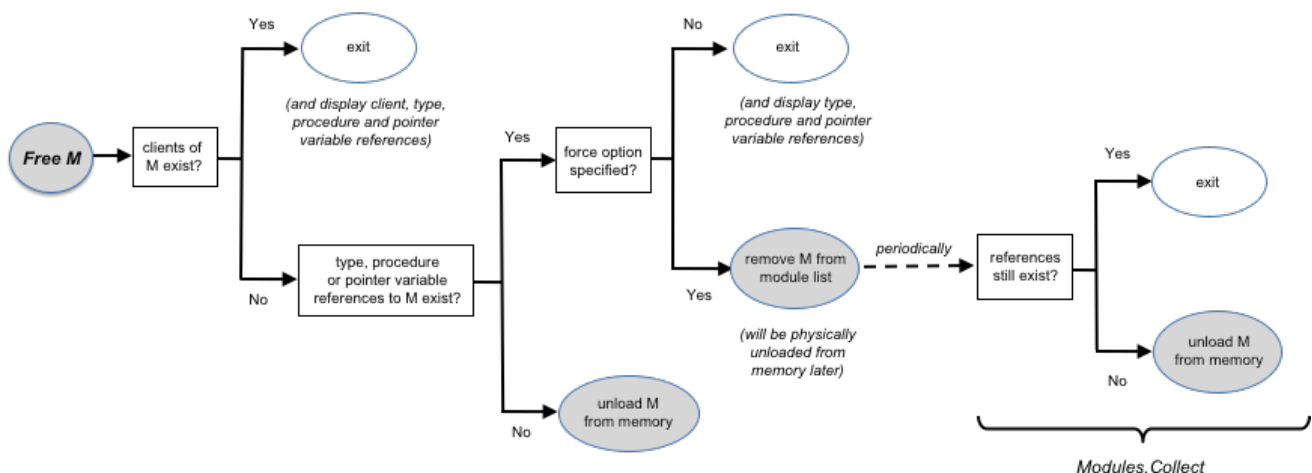 Yes
exit
(and display client, type,
procedure and pointer
variable references)
Free M
clients of
M exist?
No
type, procedure
or pointer variable
references to M exist?
Yes
force option
specified?
No
exit
(and display type,
procedure and pointer
variable references)
Yes
remove M from
module list
(will be physically
unloaded from
memory later)
No
unload M
from memory
periodically
references
still exist?
Yes
exit
No
unload M
from memory
Modules.Collect